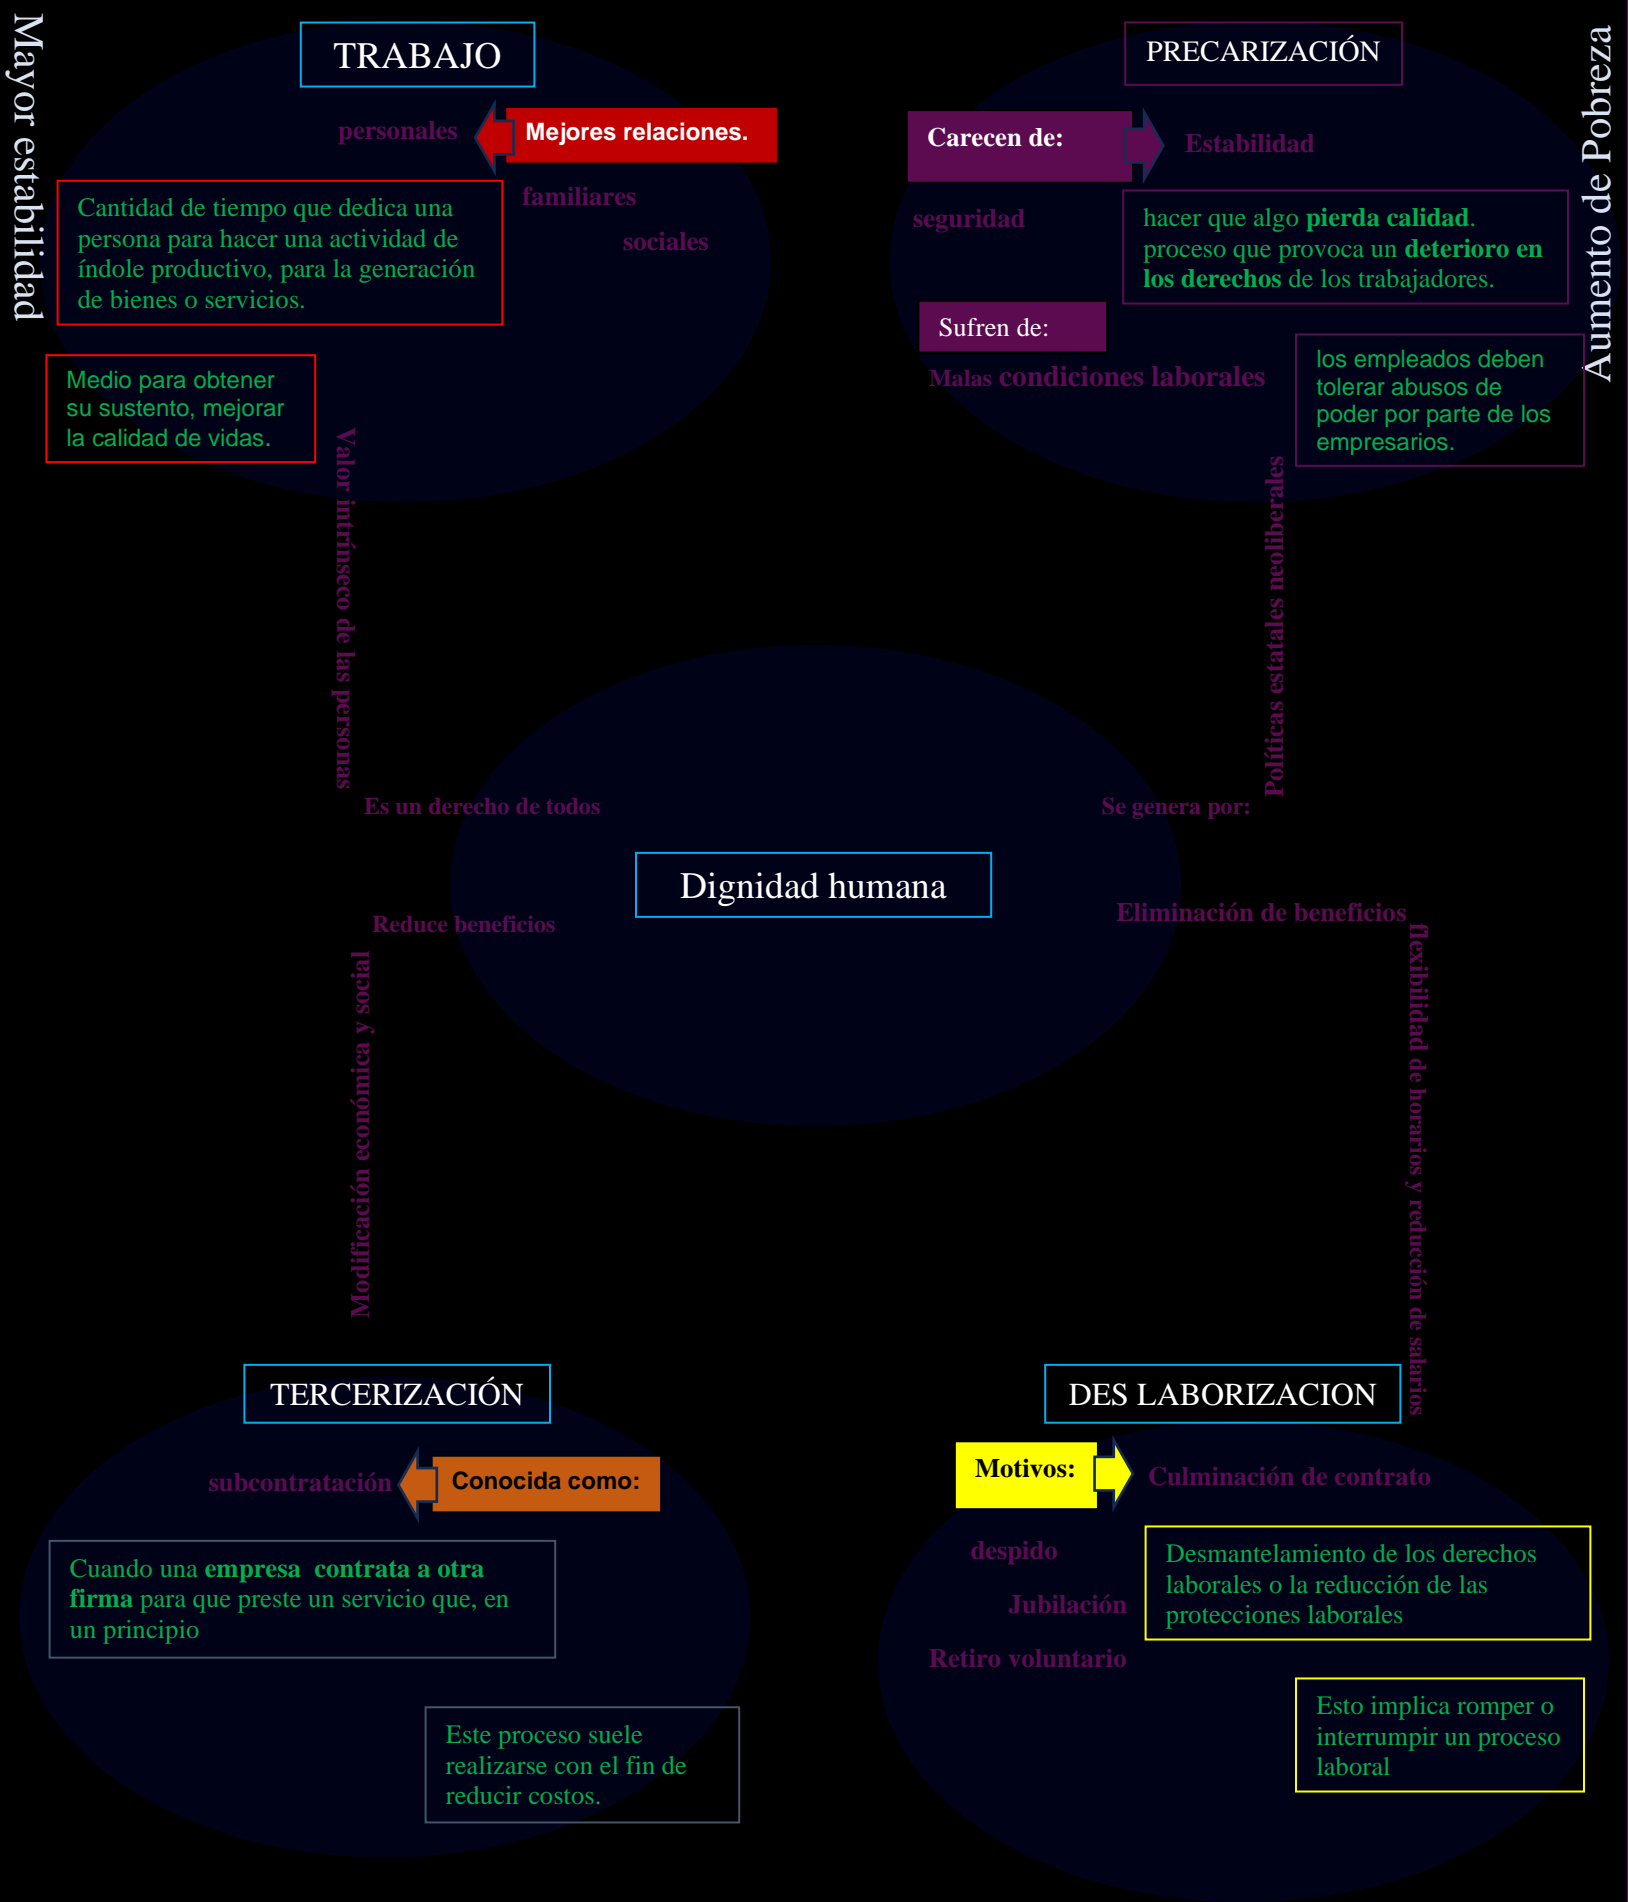 Mayor estabilidad
TRABAJO
personales
Mejores relaciones.
familiares
sociales
Cantidad de tiempo que dedica una
persona para hacer una actividad de
índole productivo, para la generación
de bienes o servicios.
Medio para obtener
su sustento, mejorar
la calidad de vidas.
Valor intrínseco de las personas
Es un derecho de todos
PRECARIZACIÓN
Aumento de Pobreza
Carecen de:
Estabilidad
seguridad
hacer que algo pierda calidad.
proceso que provoca un deterioro en
los derechos de los trabajadores.
Sufren de:
Malas condiciones laborales
los empleados deben
tolerar abusos de
poder por parte de los
empresarios.
Políticas estatales neoliberales
Se genera por:
Dignidad humana
Reduce beneficios
Modificación económica y social
Eliminación de beneficios
flexibilidad de horarios y reducción de salarios
TERCERIZACIÓN
subcontratación
Conocida como:
Cuando una empresa  contrata a otra
firma para que preste un servicio que, en
un principio
Este proceso suele
realizarse con el fin de
reducir costos.
DES LABORIZACION
Motivos:
Culminación de contrato
despido
Jubilación
Retiro voluntario
Desmantelamiento de los derechos
laborales o la reducción de las
protecciones laborales
Esto implica romper o
interrumpir un proceso
laboral